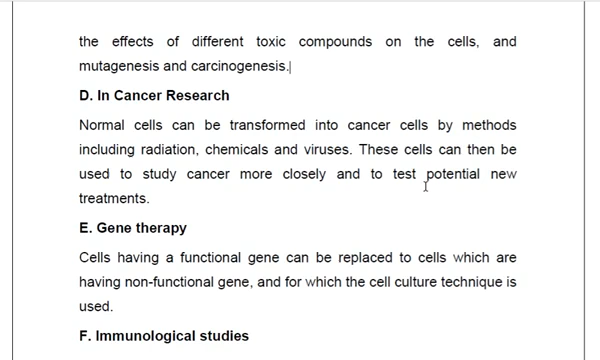 the effects of different toxic compounds on the cells, and
mutagenesis and carcinogenesis.
D. In Cancer Research
Normal cells can be transformed into cancer cells by methods
including radiation, chemicals and viruses. These cells can then be
used to study cancer more closely and to test potential new
treatments.
E. Gene therapy
Cells having a functional gene can be replaced to cells which are
having non-functional gene, and for which the cell culture technique is
used.
F. Immunological studies